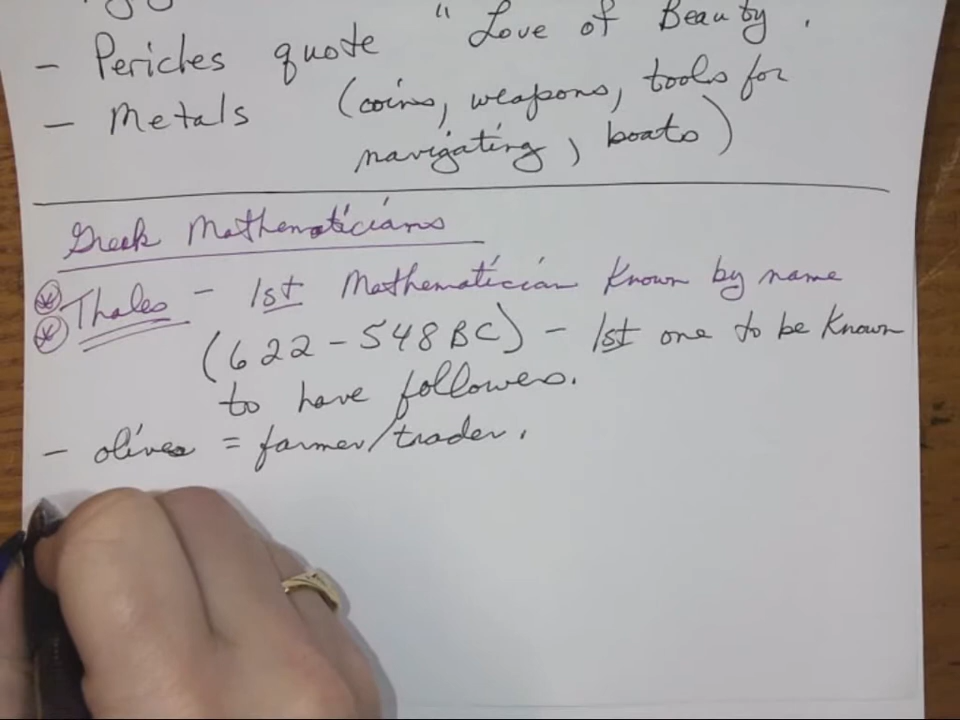 - Pericles quote " Love of Beauty.
- Metals (coins, weapons, tools for
navigating, boats)
Greek Mathematicians
Thales - 1st Mathematician Known by name
(622-548 BC) - 1st one to be Known
to have followers.
- olives = farmer/trader.